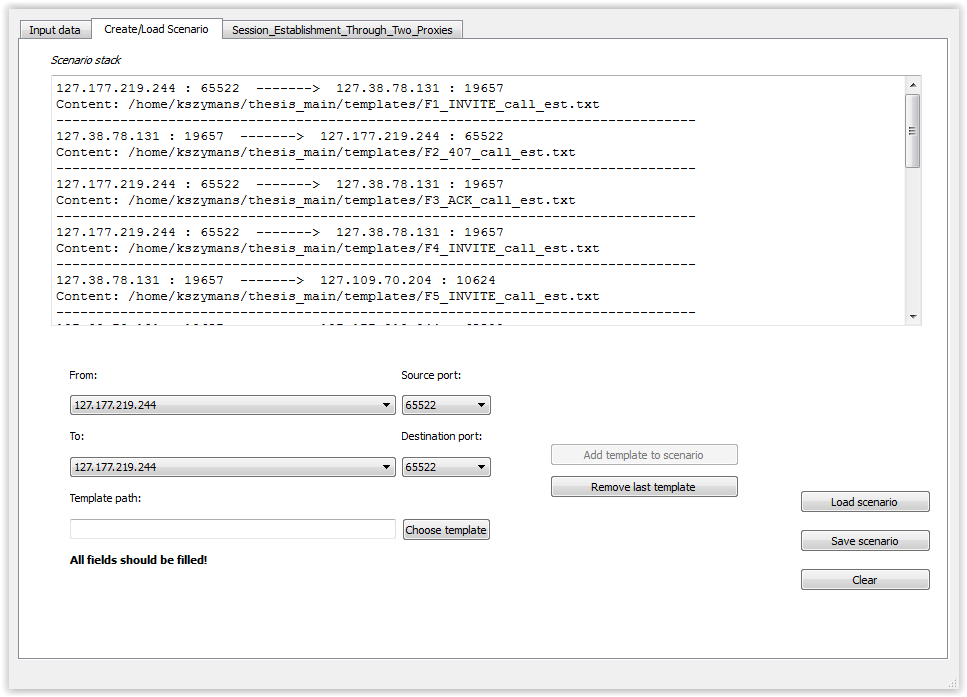 Input data
Create/Load Scenario
Session_Establishment_Through_Two_Proxies
Scenario stack
127.177.219.244 : 65522  ------->  127.38.78.131 : 19657
Content: /home/kszymans/thesis_main/templates/F1_INVITE_call_est.txt
--------------------------------------------------------------------------------
127.38.78.131 : 19657  ------->  127.177.219.244 : 65522
Content: /home/kszymans/thesis_main/templates/F2_407_call_est.txt
--------------------------------------------------------------------------------
127.177.219.244 : 65522  ------->  127.38.78.131 : 19657
Content: /home/kszymans/thesis_main/templates/F3_ACK_call_est.txt
--------------------------------------------------------------------------------
127.177.219.244 : 65522  ------->  127.38.78.131 : 19657
Content: /home/kszymans/thesis_main/templates/F4_INVITE_call_est.txt
--------------------------------------------------------------------------------
127.38.78.131 : 19657  ------->  127.109.70.204 : 10624
Content: /home/kszymans/thesis_main/templates/F5_INVITE_call_est.txt
--------------------------------------------------------------------------------
From:
Source port:
127.177.219.244
65522
To:
Destination port:
127.177.219.244
65522
Add template to scenario
Remove last template
Template path:
Choose template
All fields should be filled!
Load scenario
Save scenario
Clear